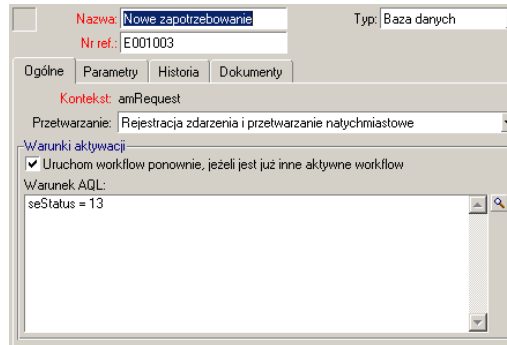 Nazwa: Nowe zapotrzebowanie Typ: Baza danych
Nr ref.: E001003
Ogólne Parametry Historia Dokumenty
Kontekst: amRequest
Przetwarzanie: Rejestracja zdarzenia i przetwarzanie natychmiastowe
Warunki aktywacji
Uruchom workflow ponownie, jeżeli jest już inne aktywne workflow
Warunek AQL:
seStatus = 13